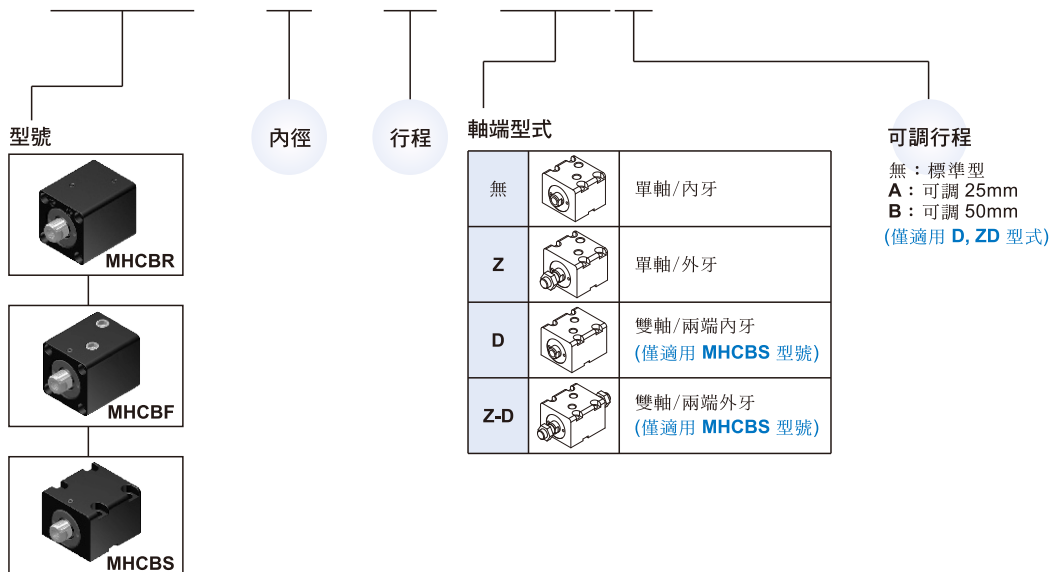 型號
內徑
行程
軸端型式
可調行程
MHCBR
MHCBF
MHCBS
無
單軸/內牙
Z
單軸/外牙
D
雙軸/兩端內牙
(僅適用 MHCBS 型號)
Z-D
雙軸/兩端外牙
(僅適用 MHCBS 型號)
無：標準型
A：可調 25mm
B：可調 50mm
(僅適用 D, ZD 型式)